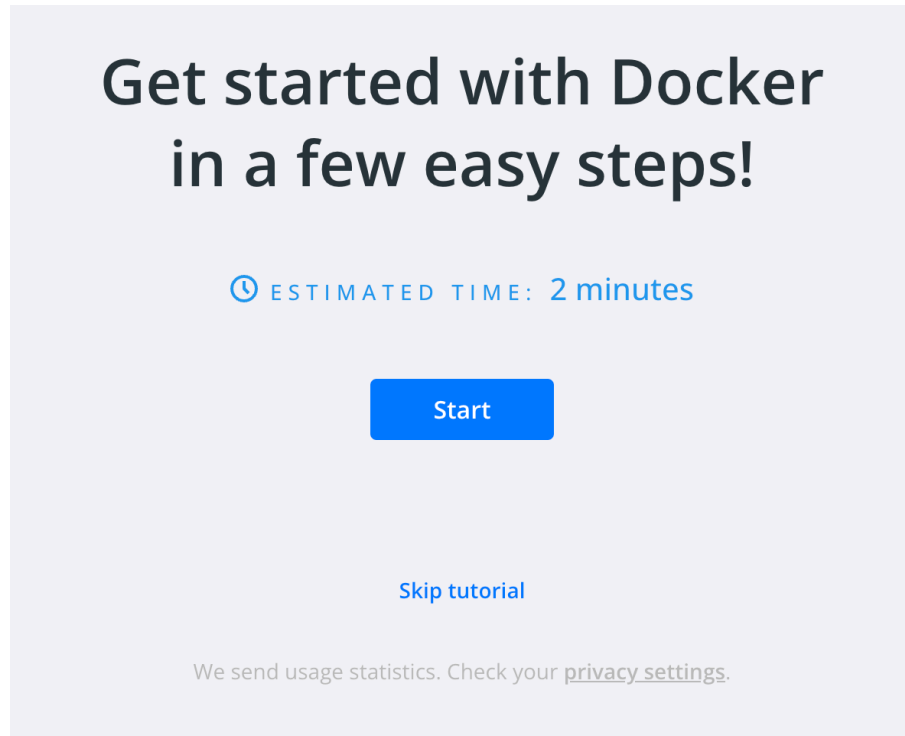 Get started with Docker
in a few easy steps!
ESTIMATED TIME: 2 minutes
Start
Skip tutorial
We send usage statistics. Check your privacy settings.